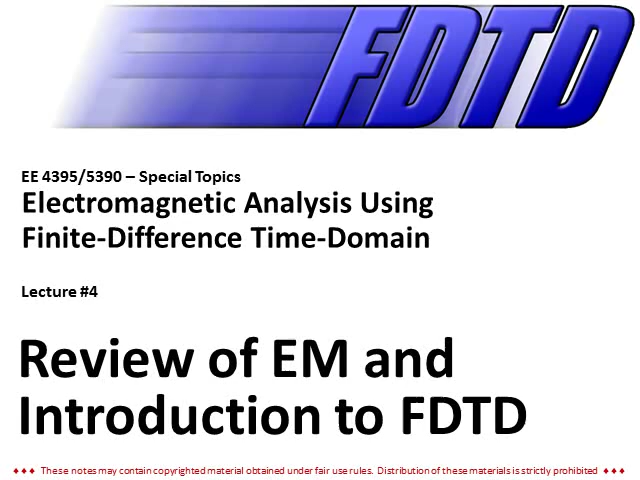 FDTD
EE 4395/5390 – Special Topics
Electromagnetic Analysis Using
Finite-Difference Time-Domain
Lecture #4
Review of EM and
Introduction to FDTD
♦ ♦ ♦ These notes may contain copyrighted material obtained under fair use rules. Distribution of these materials is strictly prohibited ♦ ♦ ♦